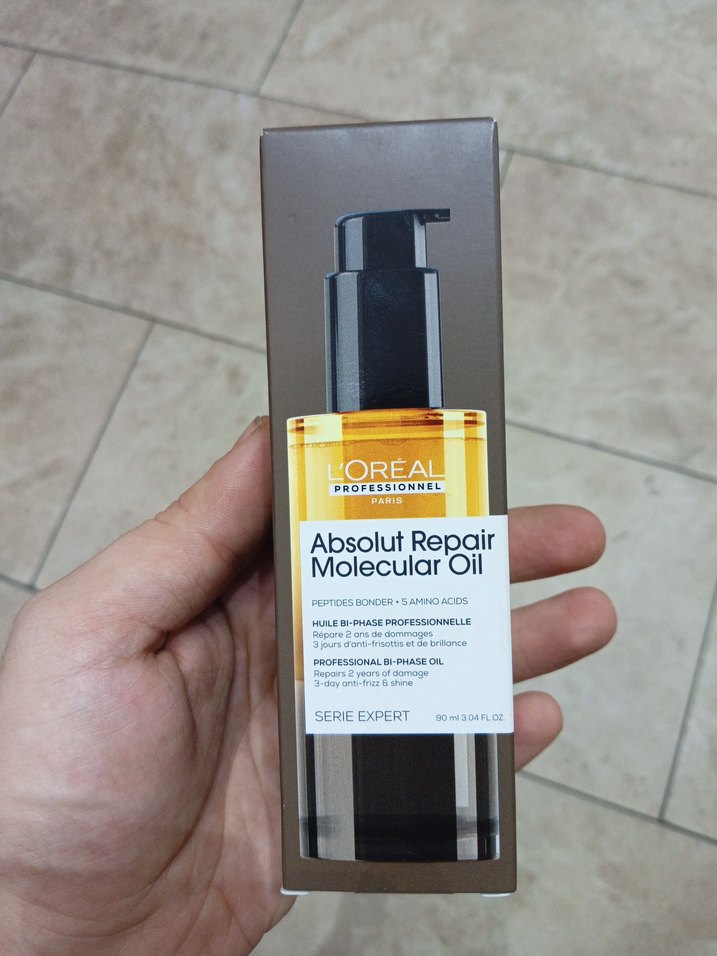 L'ORÉAL
PROFESSIONNEL
PARIS
Absolut Repair
Molecular Oil
PEPTIDES BONDER + 5 AMINO ACIDS
HUILE BI-PHASE PROFESSIONNELLE
Répare 2 ans de dommages
3 jours d'anti-frisottis et de brillance
PROFESSIONAL BI-PHASE OIL
Repairs 2 years of damage
3-day anti-frizz & shine
SERIE EXPERT 90 ml 3.04 FL.OZ.